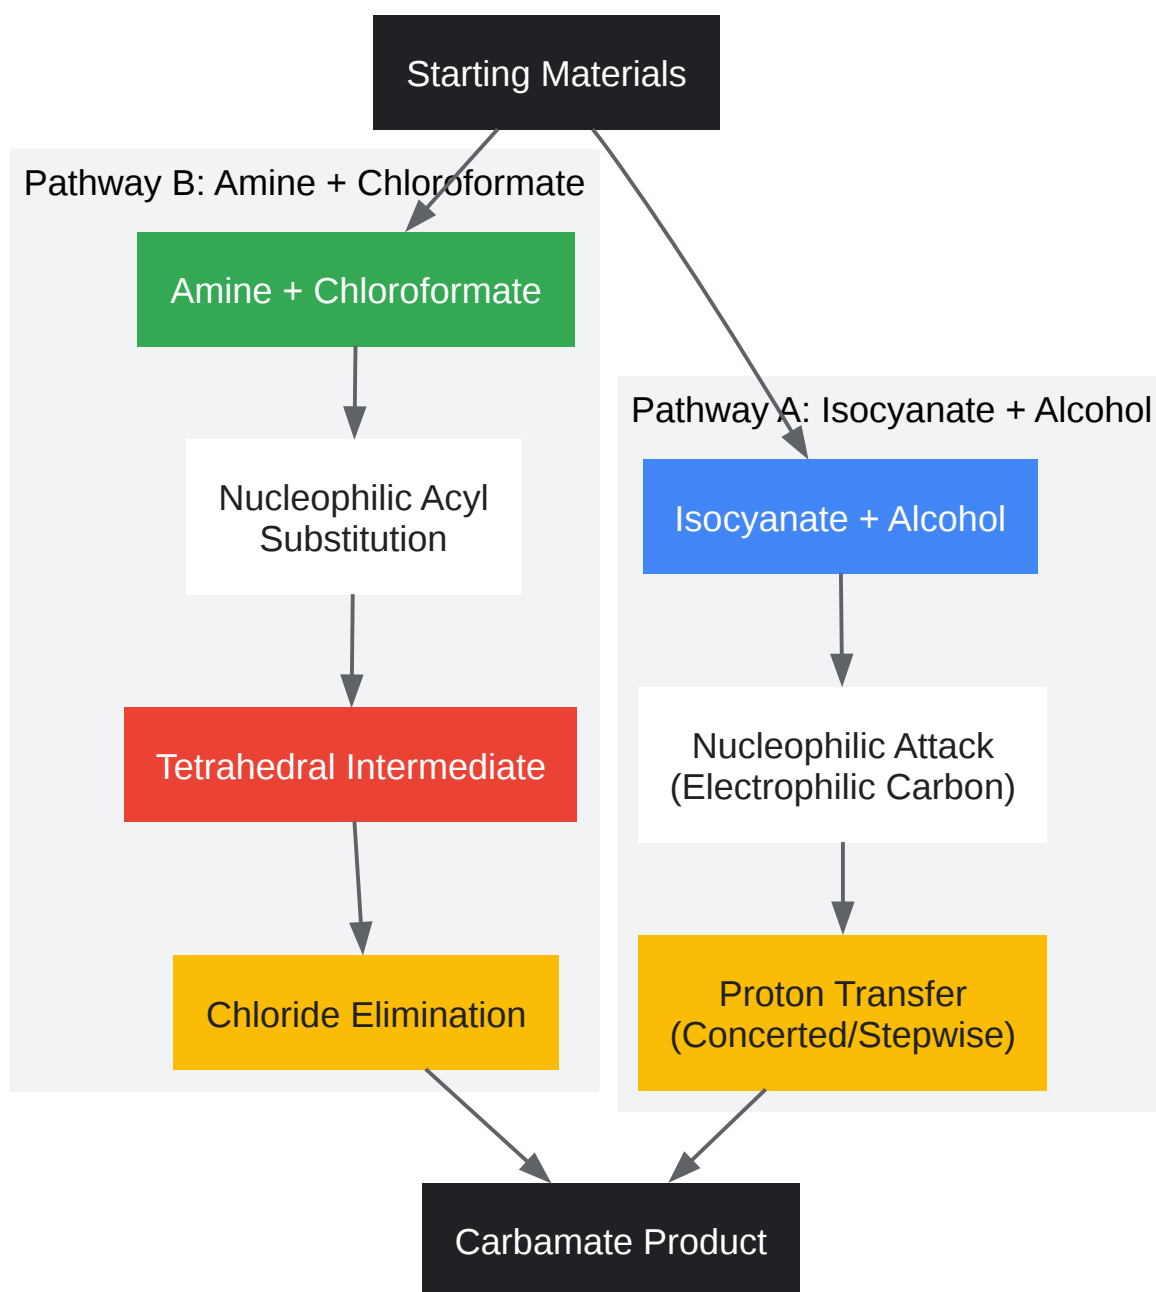 Starting Materials
Pathway B: Amine + Chloroformate
Amine + Chloroformate
Nucleophilic Acyl
Substitution
Tetrahedral Intermediate
Chloride Elimination
Pathway A: Isocyanate + Alcohol
Isocyanate + Alcohol
Nucleophilic Attack
(Electrophilic Carbon)
Proton Transfer
(Concerted/Stepwise)
Carbamate Product